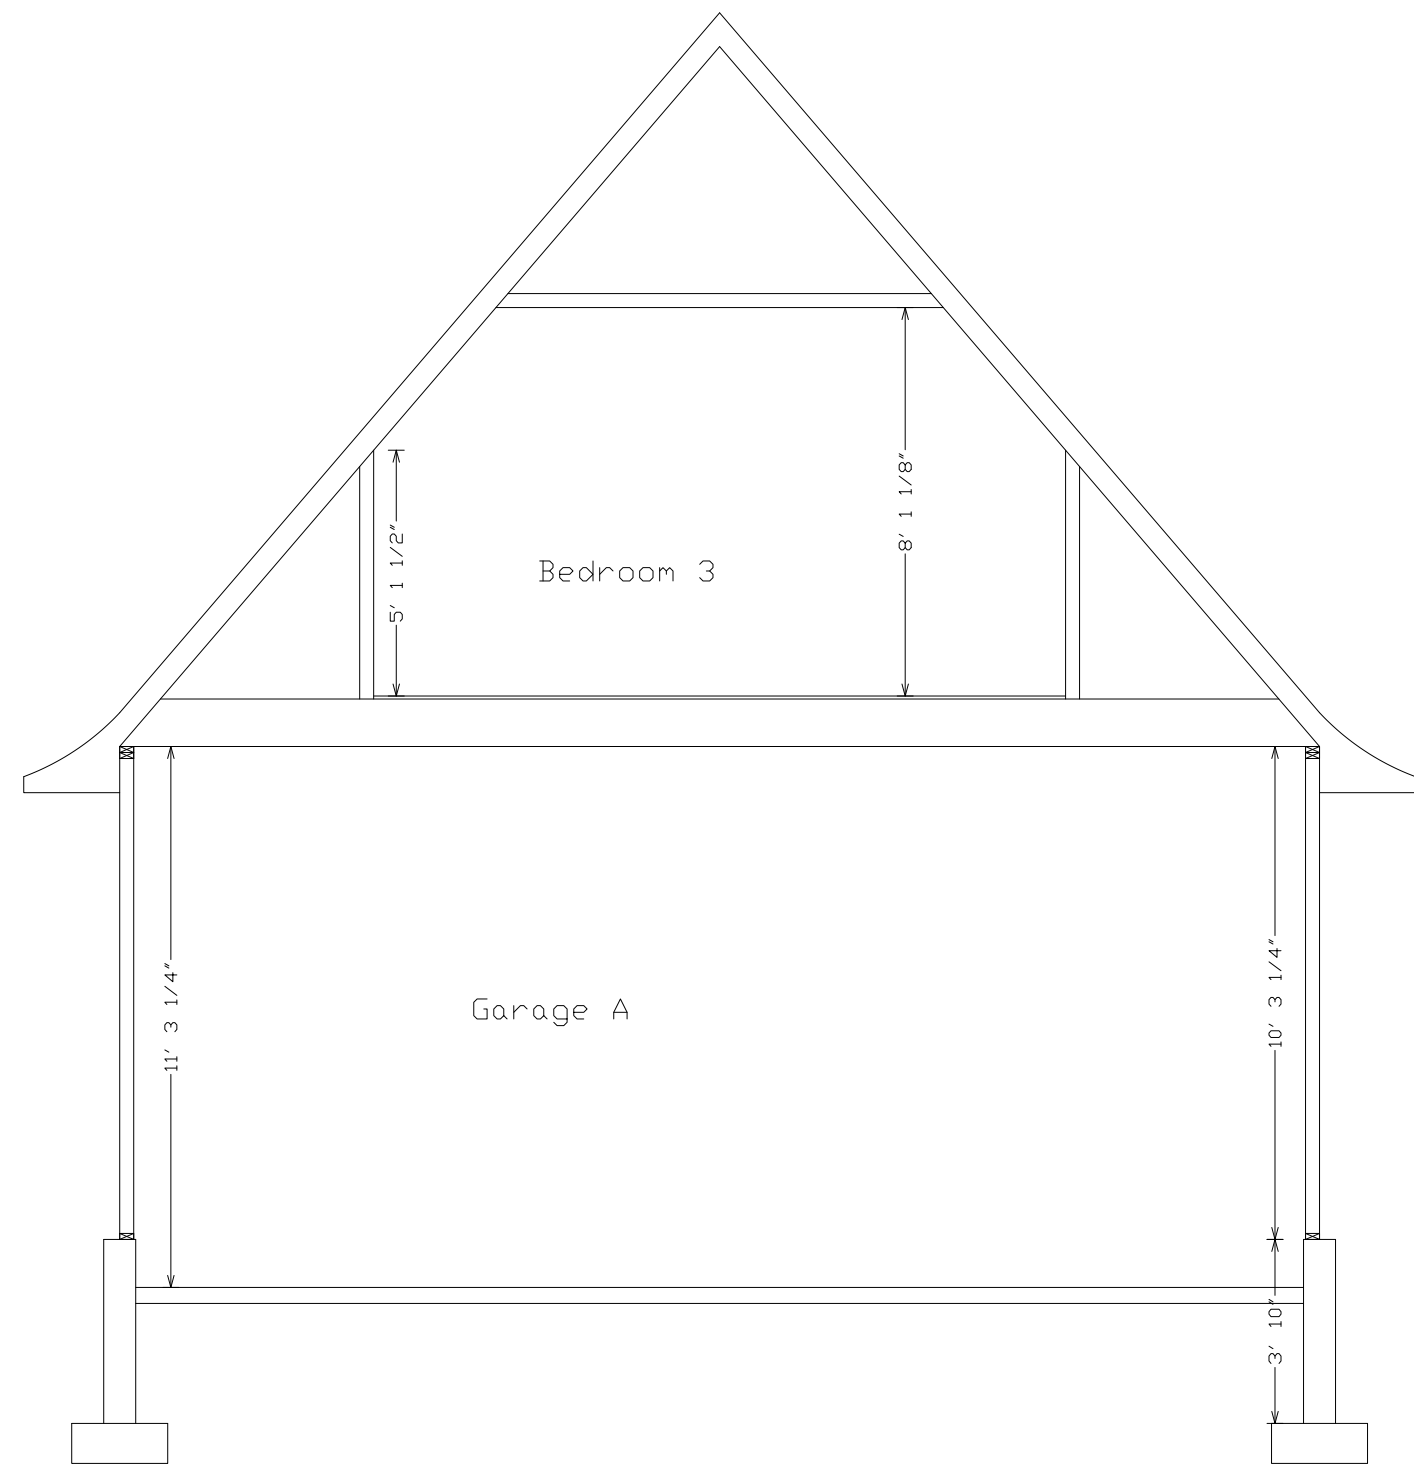 8' 1 1/8"
5' 1 1/2"
Bedroom 3
11' 3 1/4"
Garage A
10' 3 1/4"
3' 10"